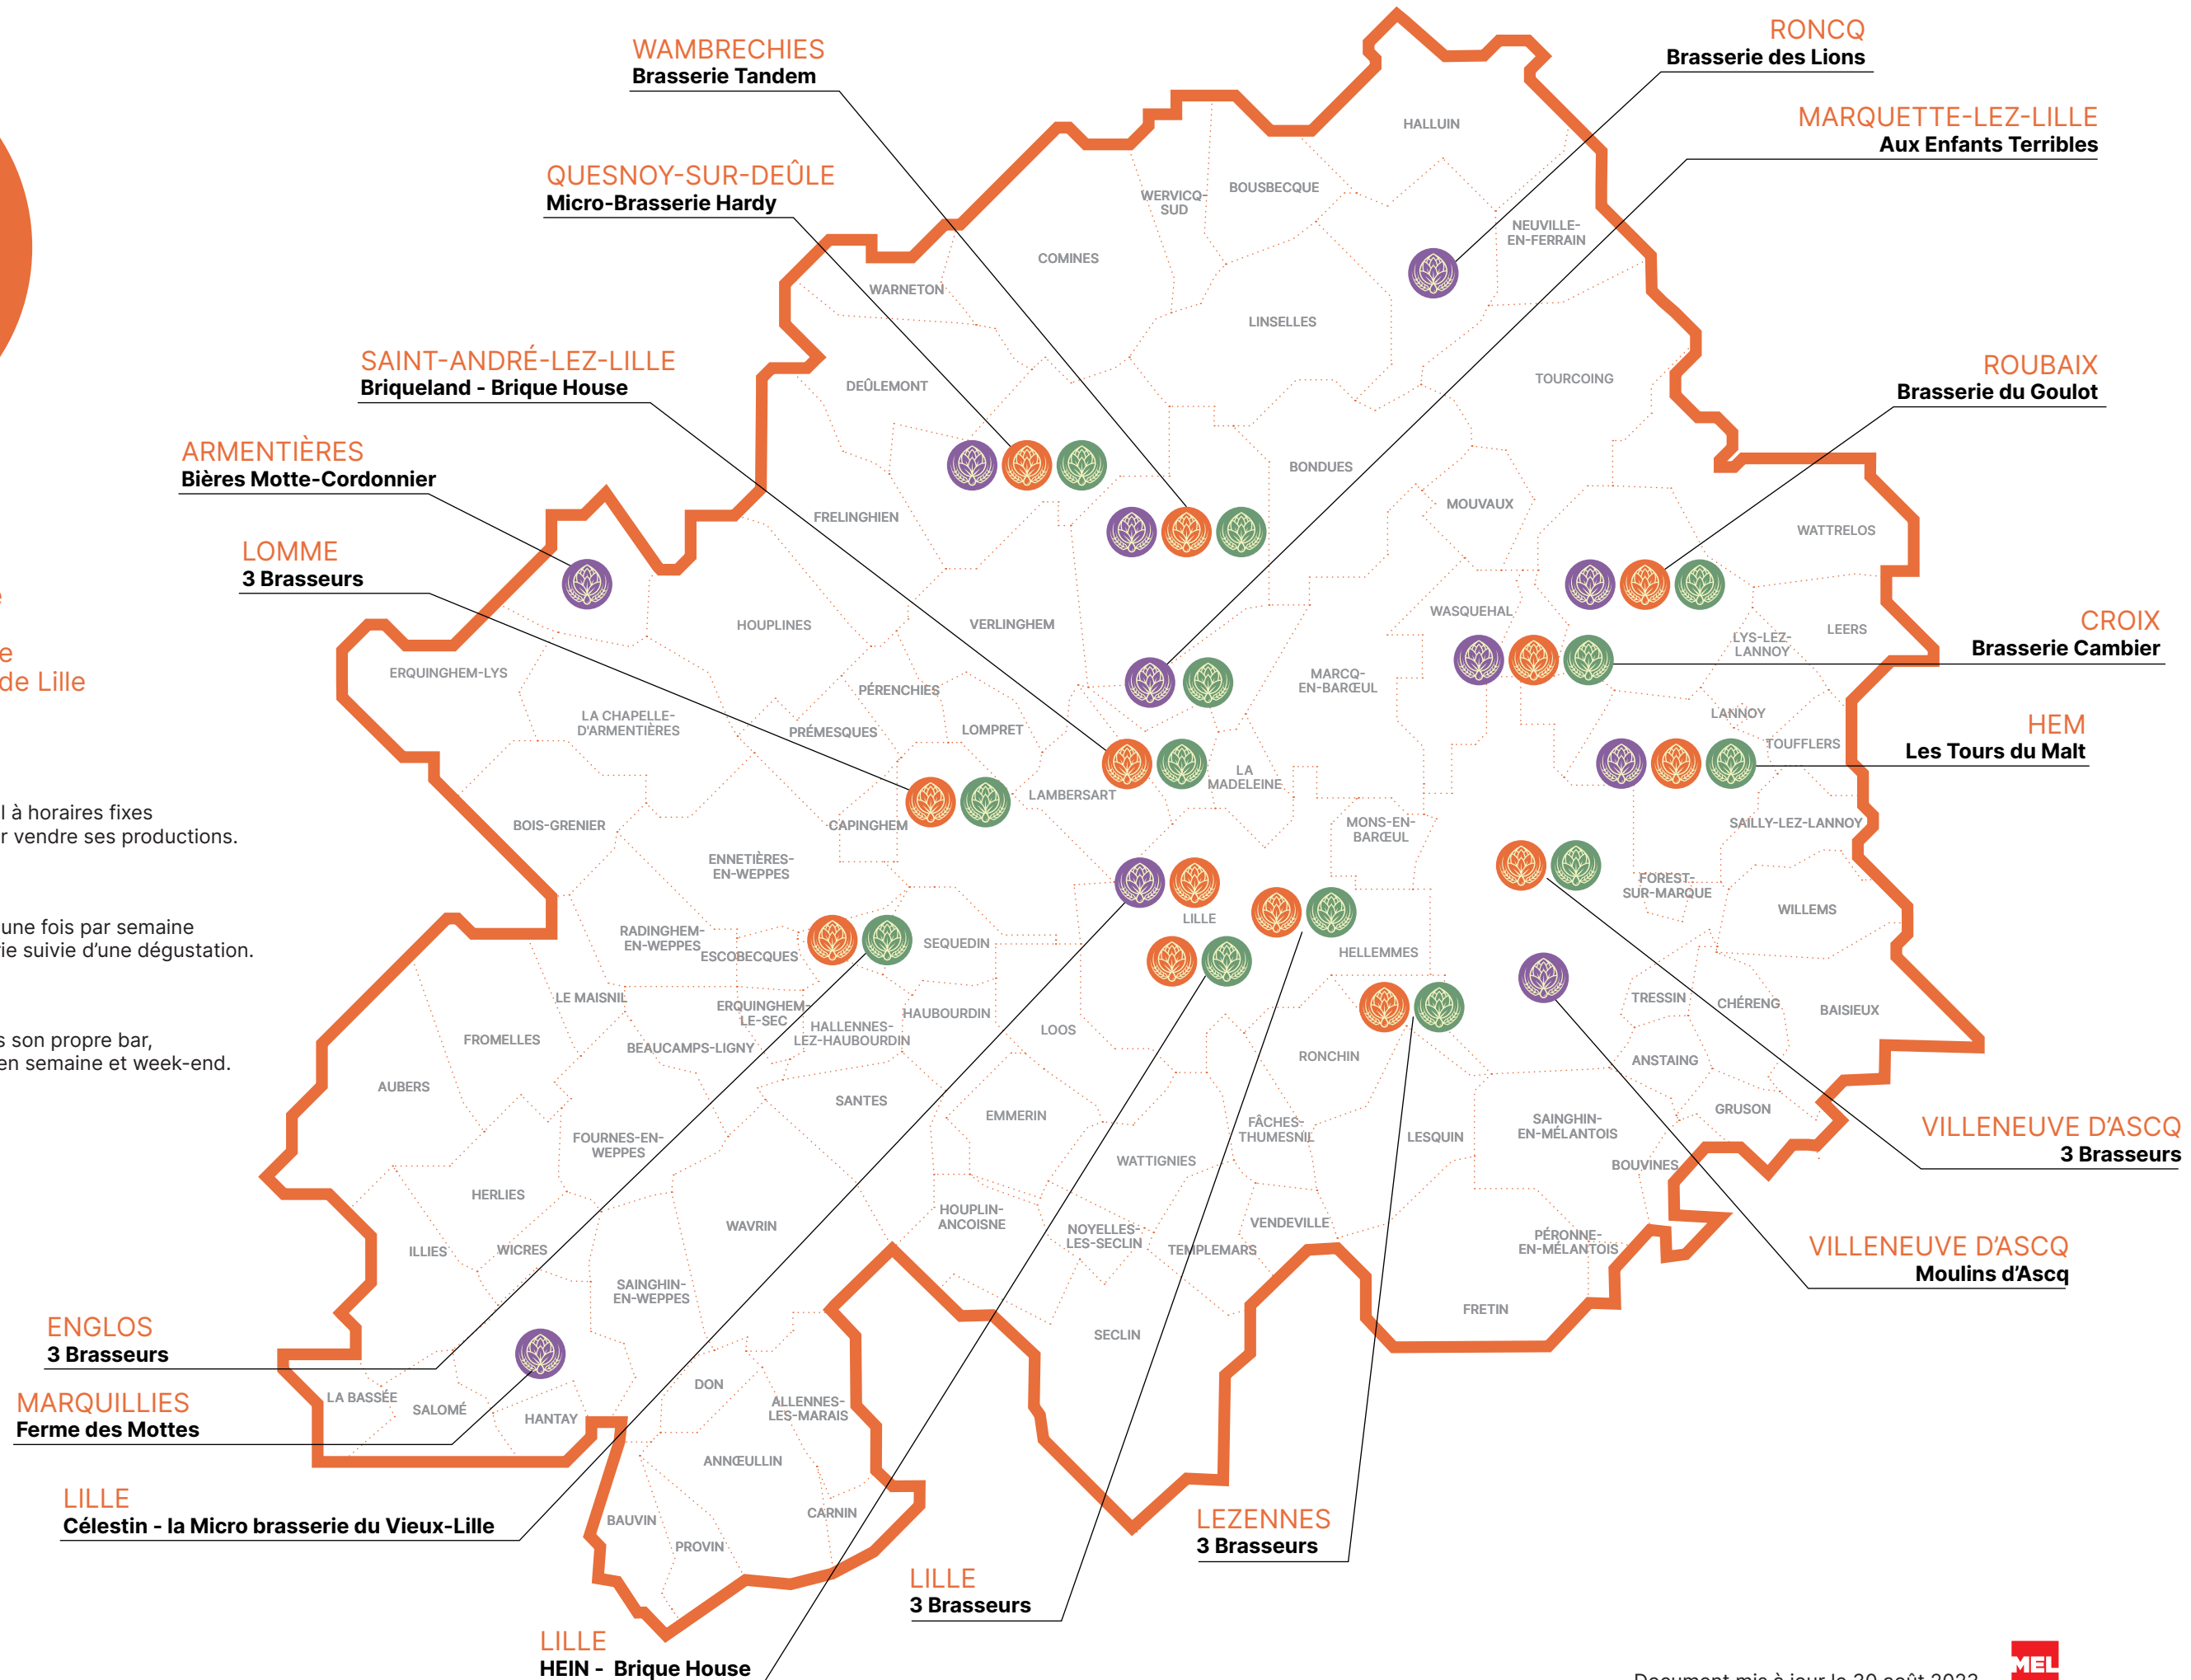 WAMBRECHIES
Brasserie Tandem
RONCQ
Brasserie des Lions
MARQUETTE-LEZ-LILLE
Aux Enfants Terribles
QUESNOY-SUR-DEÛLE
Micro-Brasserie Hardy
SAINT-ANDRÉ-LEZ-LILLE
Briqueland - Brique House
ROUBAIX
Brasserie du Goulot
ARMENTIÈRES
Bières Motte-Cordonnier
LOMME
3 Brasseurs
CROIX
Brasserie Cambier
HEM
Les Tours du Malt
de Lille
l à horaires fixes
r vendre ses productions.
une fois par semaine
rie suivie d’une dégustation.
s son propre bar,
en semaine et week-end.
HALLUIN
WERVICQ-
SUD
BOUSBECQUE
NEUVILLE-
EN-FERRAIN
COMINES
WARNETON
LINSELLES
DEÛLEMONT
TOURCOING
BONDUES
MOUVAUX
FRELINGHIEN
WATTRELOS
HOUPLINES
VERLINGHEM
WASQUEHAL
LYS-LEZ-
LANNOY
LEERS
ERQUINGHEM-LYS
PÉRENCHIES
MARCQ-
EN-BARŒUL
LA CHAPELLE-
D'ARMENTIÈRES
PRÉMESQUES
LOMPRET
LANNOY
TOUFFLERS
LA
MADELEINE
LAMBERSART
BOIS-GRENIER
CAPINGHEM
MONS-EN-
BARŒUL
SAILLY-LEZ-LANNOY
ENNETIÈRES-
EN-WEPPES
FOREST-
SUR-MARQUE
WILLEMS
LILLE
RADINGHEM-
EN-WEPPES
ESCOBECQUES
SEQUEDIN
HELLEMMES
LE MAISNIL
ERQUINGHEM-
LE-SEC
HAUBOURDIN
TRESSIN
CHÉRENG
BAISIEUX
FROMELLES
BEAUCAMPS-LIGNY
HALLENNES-
LEZ-HAUBOURDIN
LOOS
RONCHIN
ANSTAING
AUBERS
SANTES
EMMERIN
FÂCHES-
THUMESNIL
LESQUIN
SAINGHIN-
EN-MÉLANTOIS
GRUSON
FOURNES-EN-
WEPPES
WATTIGNIES
BOUVINES
HERLIES
WAVRIN
HOUPLIN-
ANCOISNE
NOYELLES-
LES-SECLIN
VENDEVILLE
TEMPLEMARS
PÉRONNE-
EN-MÉLANTOIS
ILLIES
WICRES
SAINGHIN-
EN-WEPPES
SECLIN
FRETIN
LA BASSÉE
SALOMÉ
HANTAY
DON
ALLENNES-
LES-MARAIS
ANNŒULLIN
BAUVIN
PROVIN
CARNIN
VILLENEUVE D’ASCQ
3 Brasseurs
VILLENEUVE D’ASCQ
Moulins d’Ascq
ENGLOS
3 Brasseurs
MARQUILLIES
Ferme des Mottes
LILLE
Célestin - la Micro brasserie du Vieux-Lille
LEZENNES
3 Brasseurs
LILLE
3 Brasseurs
LILLE
HEIN - Brique House
Document mis à jour le 30 août 2023
MEL